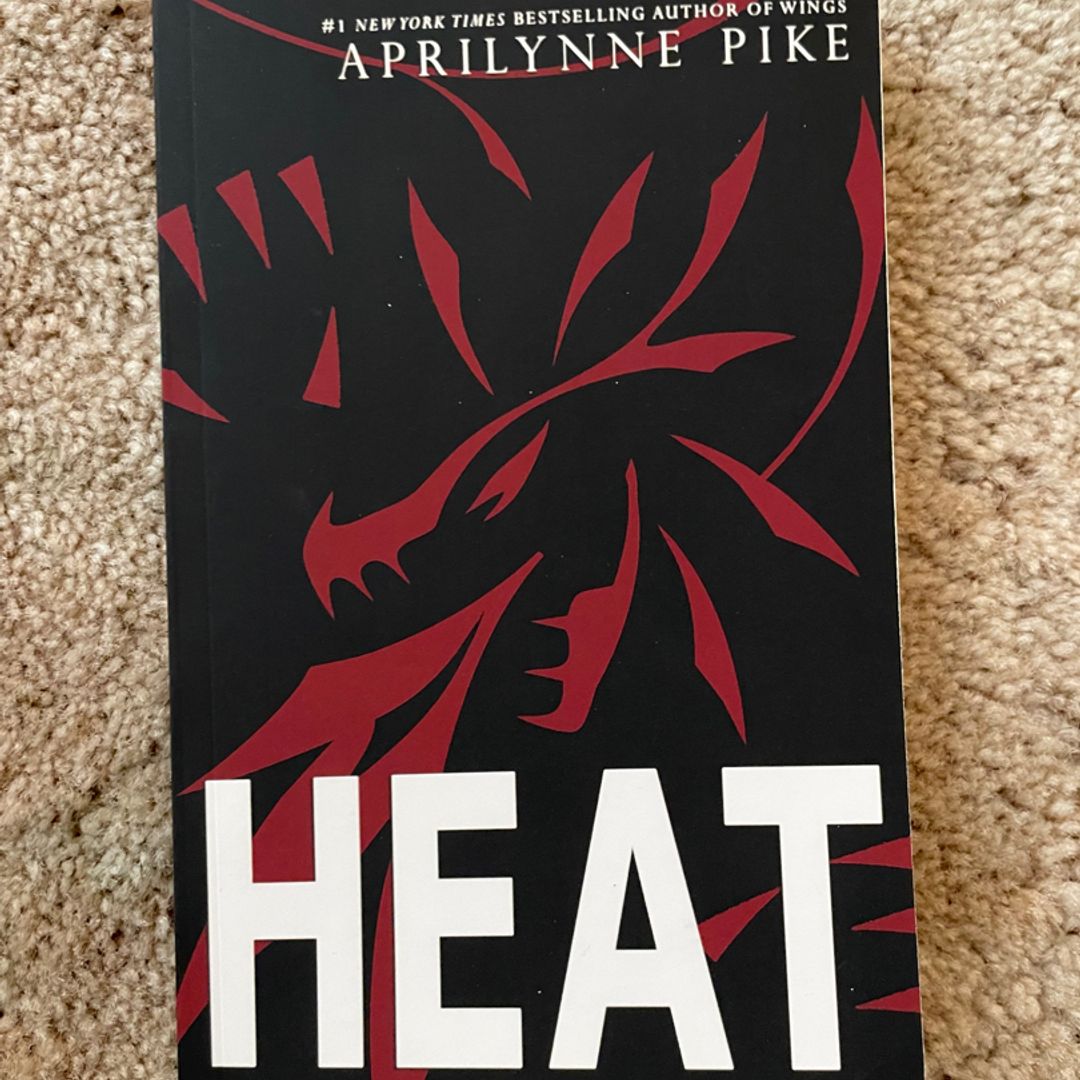 #1 NEW YORK TIMES BESTSELLING AUTHOR OF WINGS
APRILYNNE PIKE
HEAT